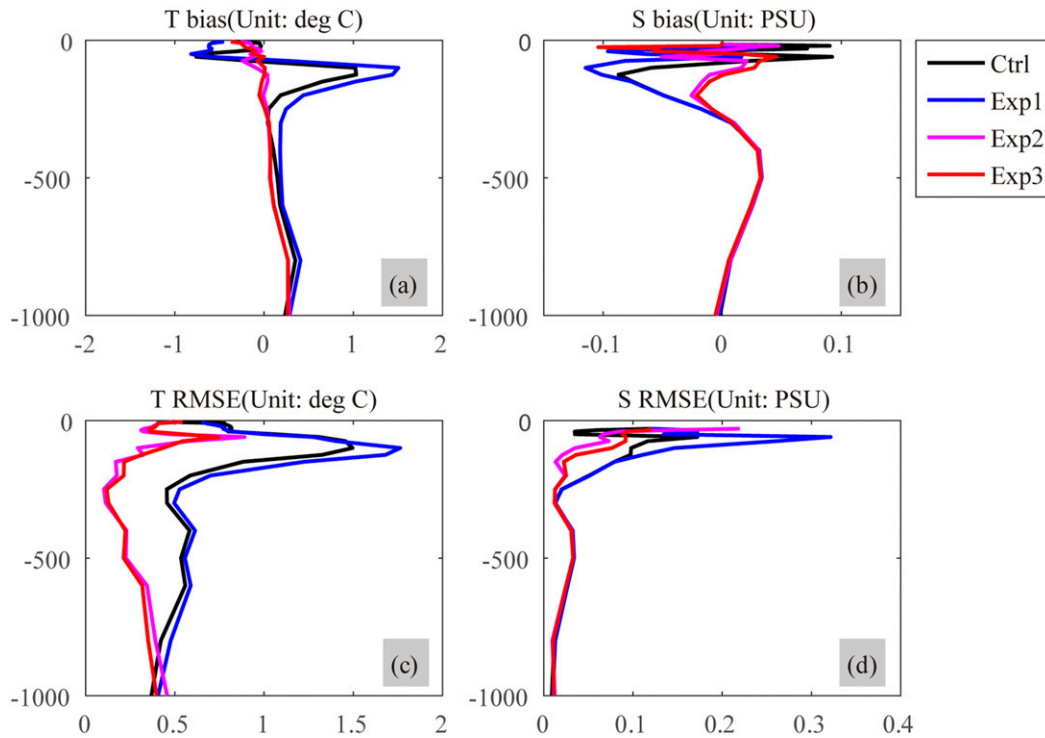 T bias(Unit: deg C)
S bias(Unit: PSU)
0
-500
-1000
-2
-1
0
1
2
(a)
0
-500
-1000
-0.1
0
0.1
(b)
Ctrl
Exp1
Exp2
Exp3
T RMSE(Unit: deg C)
S RMSE(Unit: PSU)
0
-500
-1000
0
0.5
1
1.5
2
(c)
0
-500
-1000
0
0.1
0.2
0.3
0.4
(d)